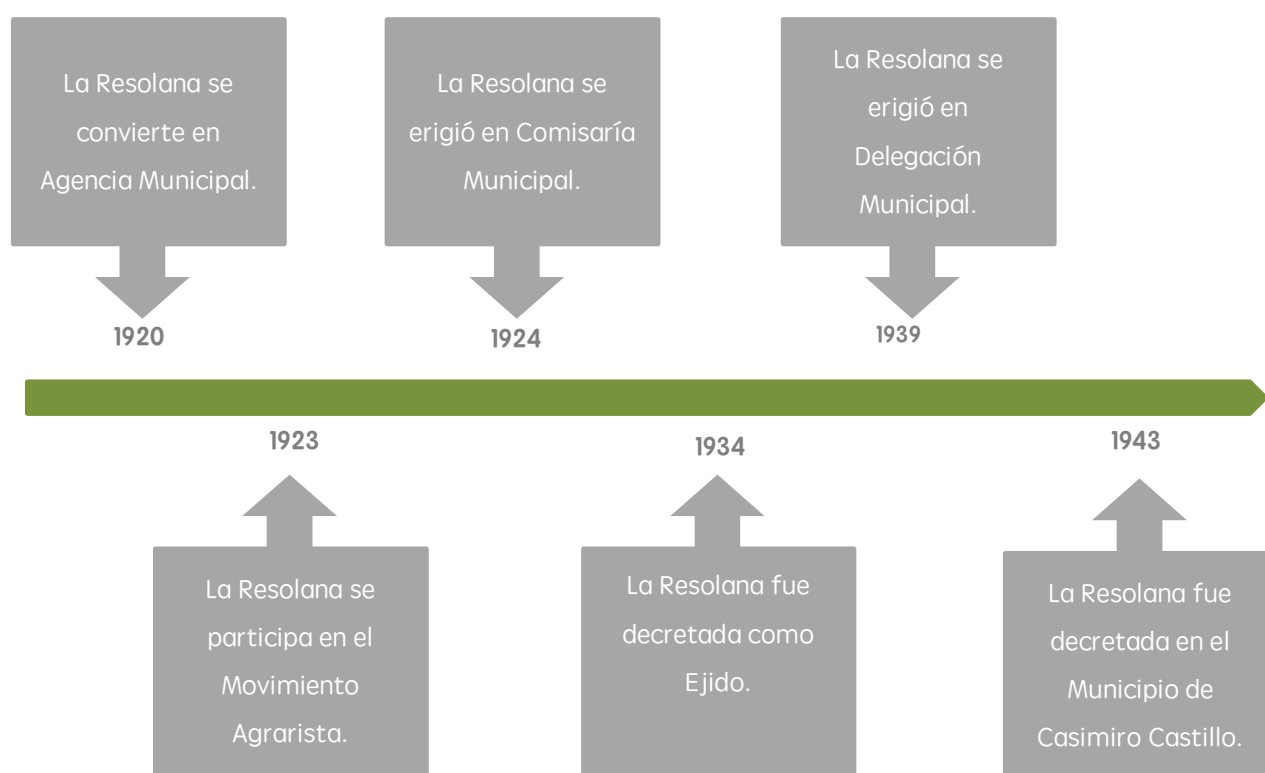 La Resolana se
convierte en
Agencia Municipal.
La Resolana se
erigió en Comisaría
Municipal.
La Resolana se
erigió en
Delegación
Municipal.
1920
1924
1939
1923
1934
1943
La Resolana se
participa en el
Movimiento
Agrarista.
La Resolana fue
decretada como
Ejido.
La Resolana fue
decretada en el
Municipio de
Casimiro Castillo.